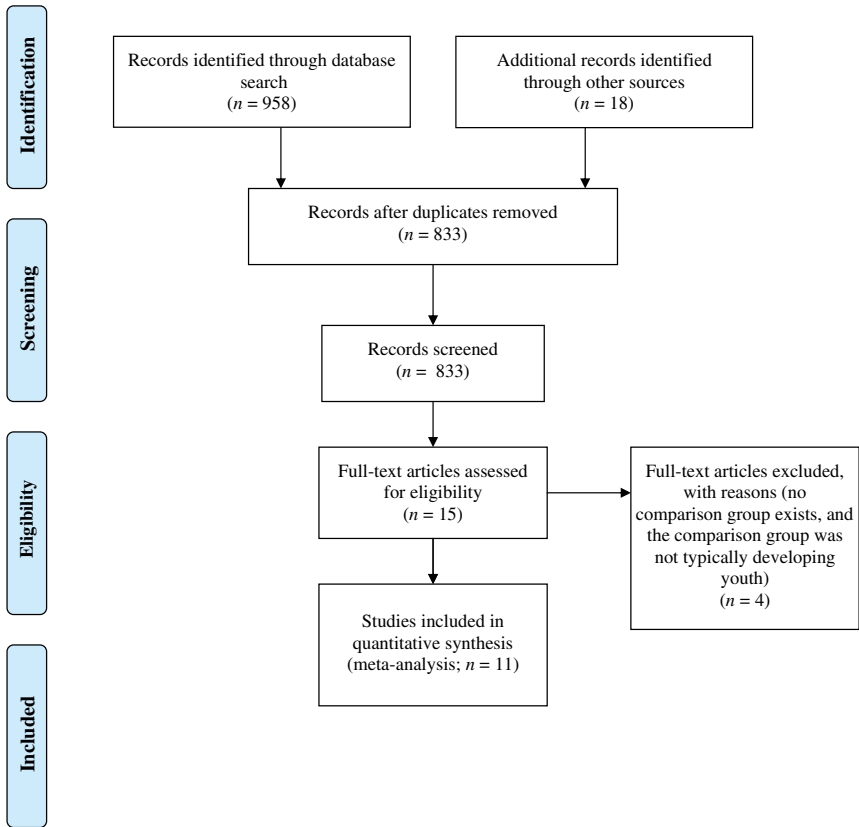 Identification
Records identified through database
search
(n = 958)
Additional records identified
through other sources
(n = 18)
Records after duplicates removed
(n = 833)
Screening
Records screened
(n = 833)
Eligibility
Full-text articles assessed
for eligibility
(n = 15)
Full-text articles excluded,
with reasons (no
comparison group exists, and
the comparison group was
not typically developing
youth)
(n = 4)
Included
Studies included in
quantitative synthesis
(meta-analysis; n = 11)